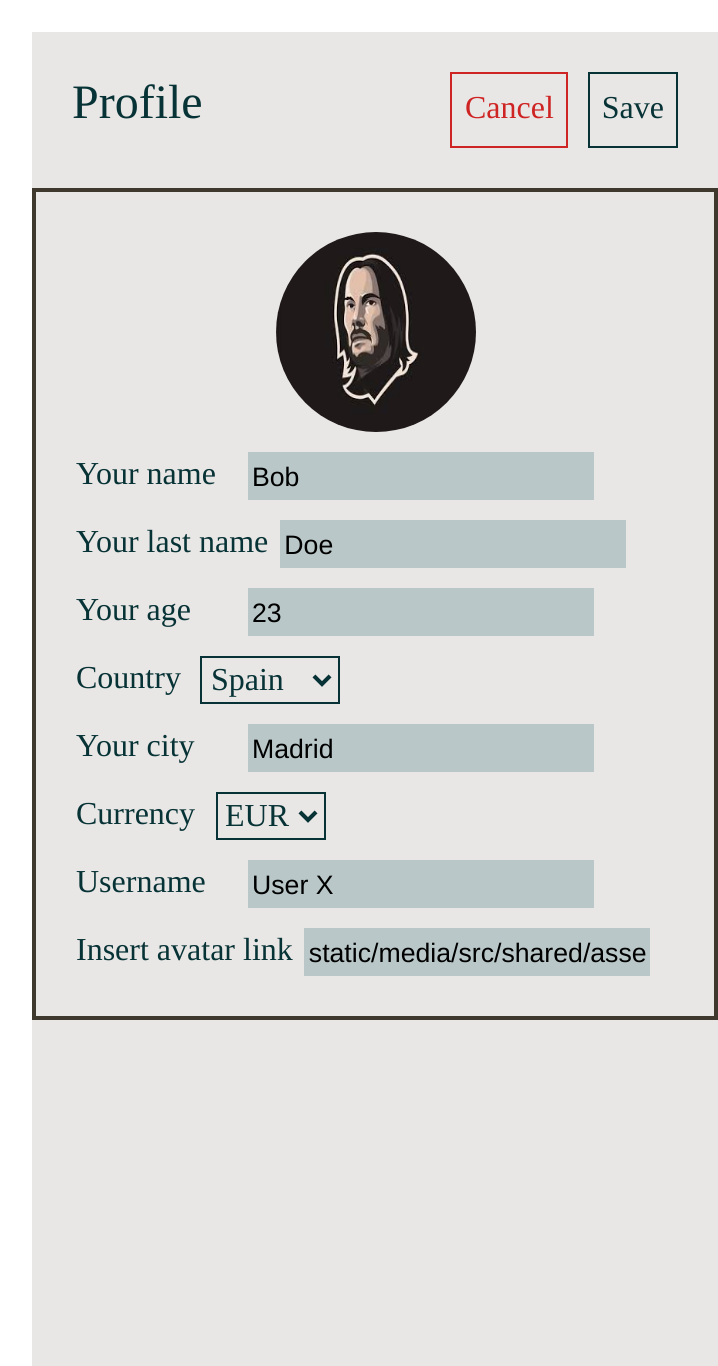 Profile
Cancel
Save
Your name Bob
Your last name Doe
Your age 23
Country Spain
Your city Madrid
Currency EUR
Username User X
Insert avatar link static/media/src/shared/asse